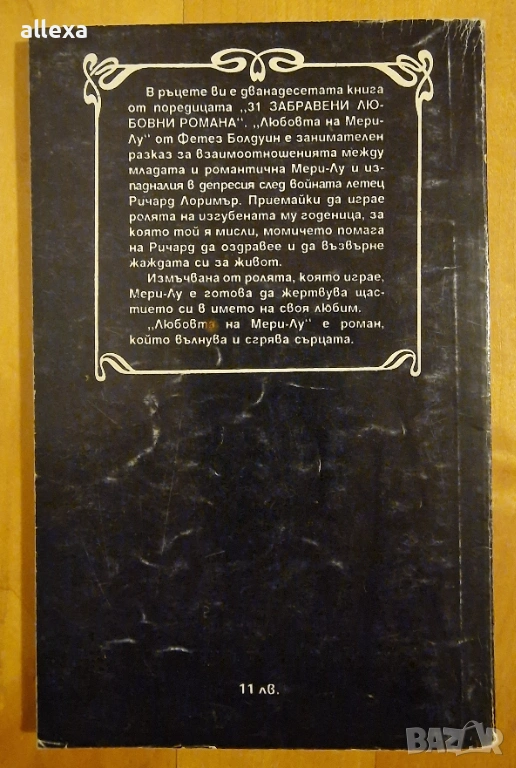 allexa
В ръцете ви е дванадесетата книга
от поредицата „31 ЗАБРАВЕНИ ЛЮ-
БОВНИ РОМАНА". „Любовта на Мери-
Лу" от Фетез Болдуин е занимателен
разказ за взаимоотношенията между
младата и романтична Мери-Лу и из-
падналия в депресия след войната летец
Ричард Лоримър. Приемайки да играе
ролята на изгубената му годеница, за
която той я мисли, момичето помага
на Ричард да оздравее и да възвърне
жаждата си за живот.
Измъчвана от ролята, която играе,
Мери-Лу е готова да жертвува щас-
тието си в името на своя любим.
„Любовта на Мери-Лу" е роман,
който вълнува и сгрява сърцата.
11 лв.
BAZAR